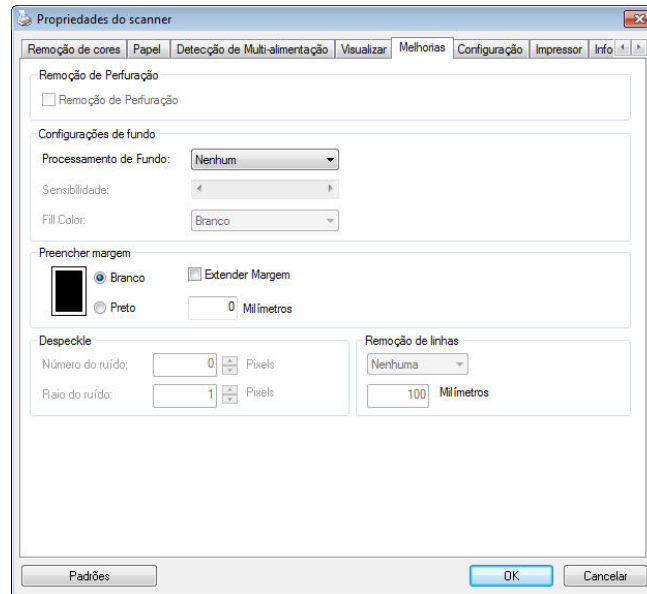 Propriedades do scanner
Remoção de cores Papel Detecção de Multi-alimentação Visualizar Melhorias Configuração Impressor Info
Remoção de Perfuração
Remoção de Perfuração
Configurações de fundo
Processamento de Fundo: Nenhum
Sensibilidade:
Fill Color: Branco
Preencher margem
Branco Extender Margem
Preto 0 Milímetros
Despeckle Remoção de linhas
Número do ruído: 0 Pixels Nenhuma
Raio do ruído: 1 Pixels 100 Milímetros
Padrões OK Cancelar